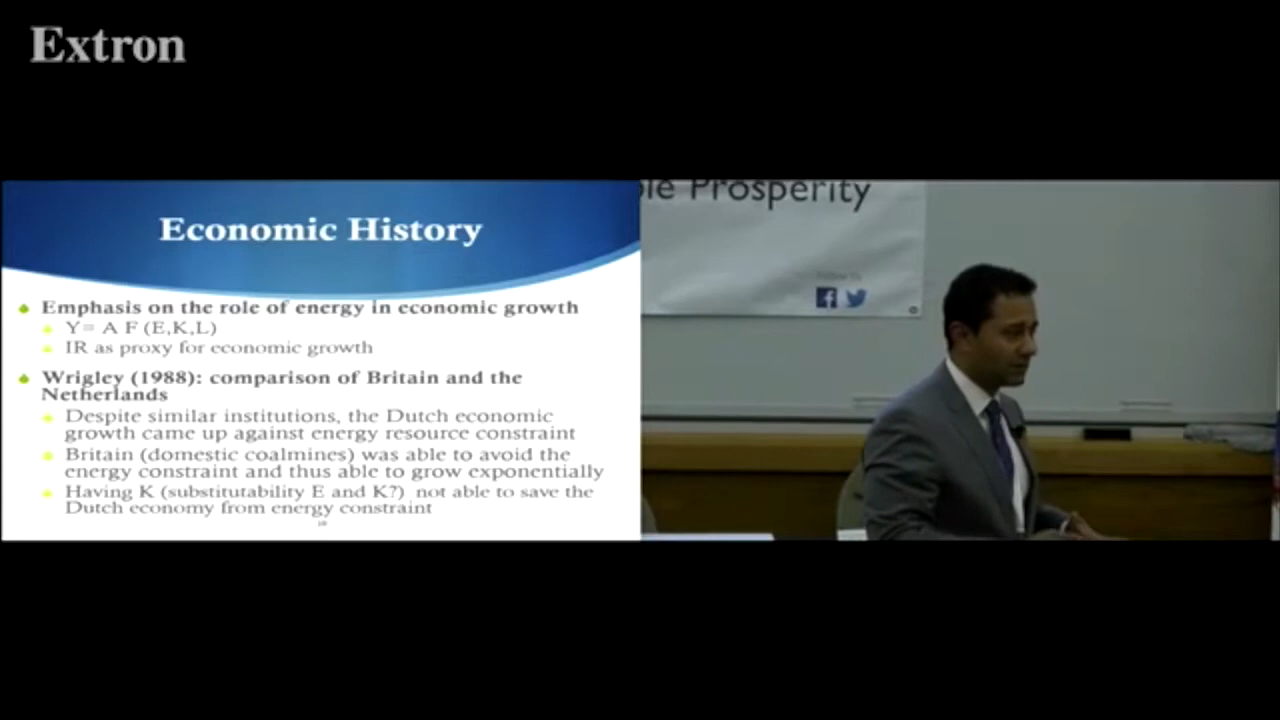 Extron
Economic History
Emphasis on the role of energy in economic growth
Y= A F (E,K,L)
IR as proxy for economic growth
Wrigley (1988): comparison of Britain and the
Netherlands
Despite similar institutions, the Dutch economic
growth came up against energy resource constraint
Britain (domestic coalmines) was able to avoid the
energy constraint and thus able to grow exponentially
Having K (substitutability E and K?) not able to save the
Dutch economy from energy constraint
Prosperity